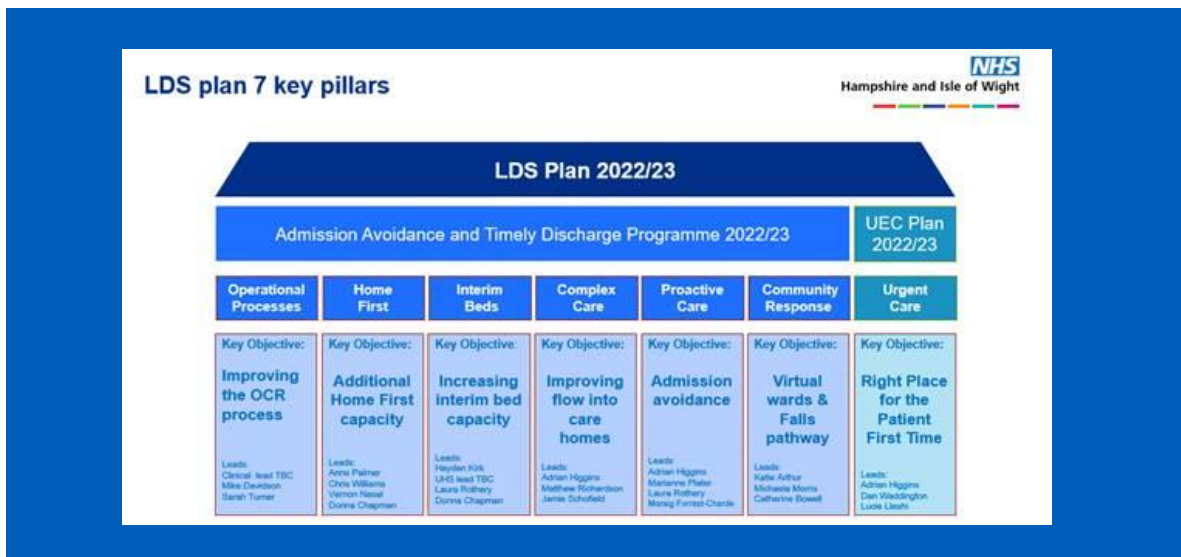 LDS plan 7 key pillars
NHS
Hampshire and Isle of Wight
LDS Plan 2022/23
Admission Avoidance and Timely Discharge Programme 2022/23
UEC Plan
2022/23
Operational
Processes
Home
First
Interim
Beds
Complex
Care
Proactive
Care
Community
Response
Urgent
Care
Key Objective:
Improving
the OCR
process
Leads:
Clinical lead TBC
Mike Davidson
Sarah Turner
Key Objective:
Additional
Home First
capacity
Leads:
Anne Palmer
Chris Williams
Vernon Nasal
Donna Chapman
Key Objective
Increasing
interim bed
capacity
Leads:
Hayden Kirk
UHS lead TBC
Laura Rothery
Donna Chapman
Key Objective:
Improving
flow into
care
homes
Leads:
Adrian Higgins
Matthew Richardson
Jamie Schofield
Key Objective:
Admission
avoidance
Leads:
Adrian Higgins
Marianne Plater
Laura Rothery
Morag Forrest-Charde
Key Objective:
Virtual
wards &
Falls
pathway
Leads:
Katie Arthur
Michaela Morris
Catherine Bowell
Key Objective:
Right Place
for the
Patient
First Time
Leads:
Adrian Higgins
Dan Waddington
Lucie